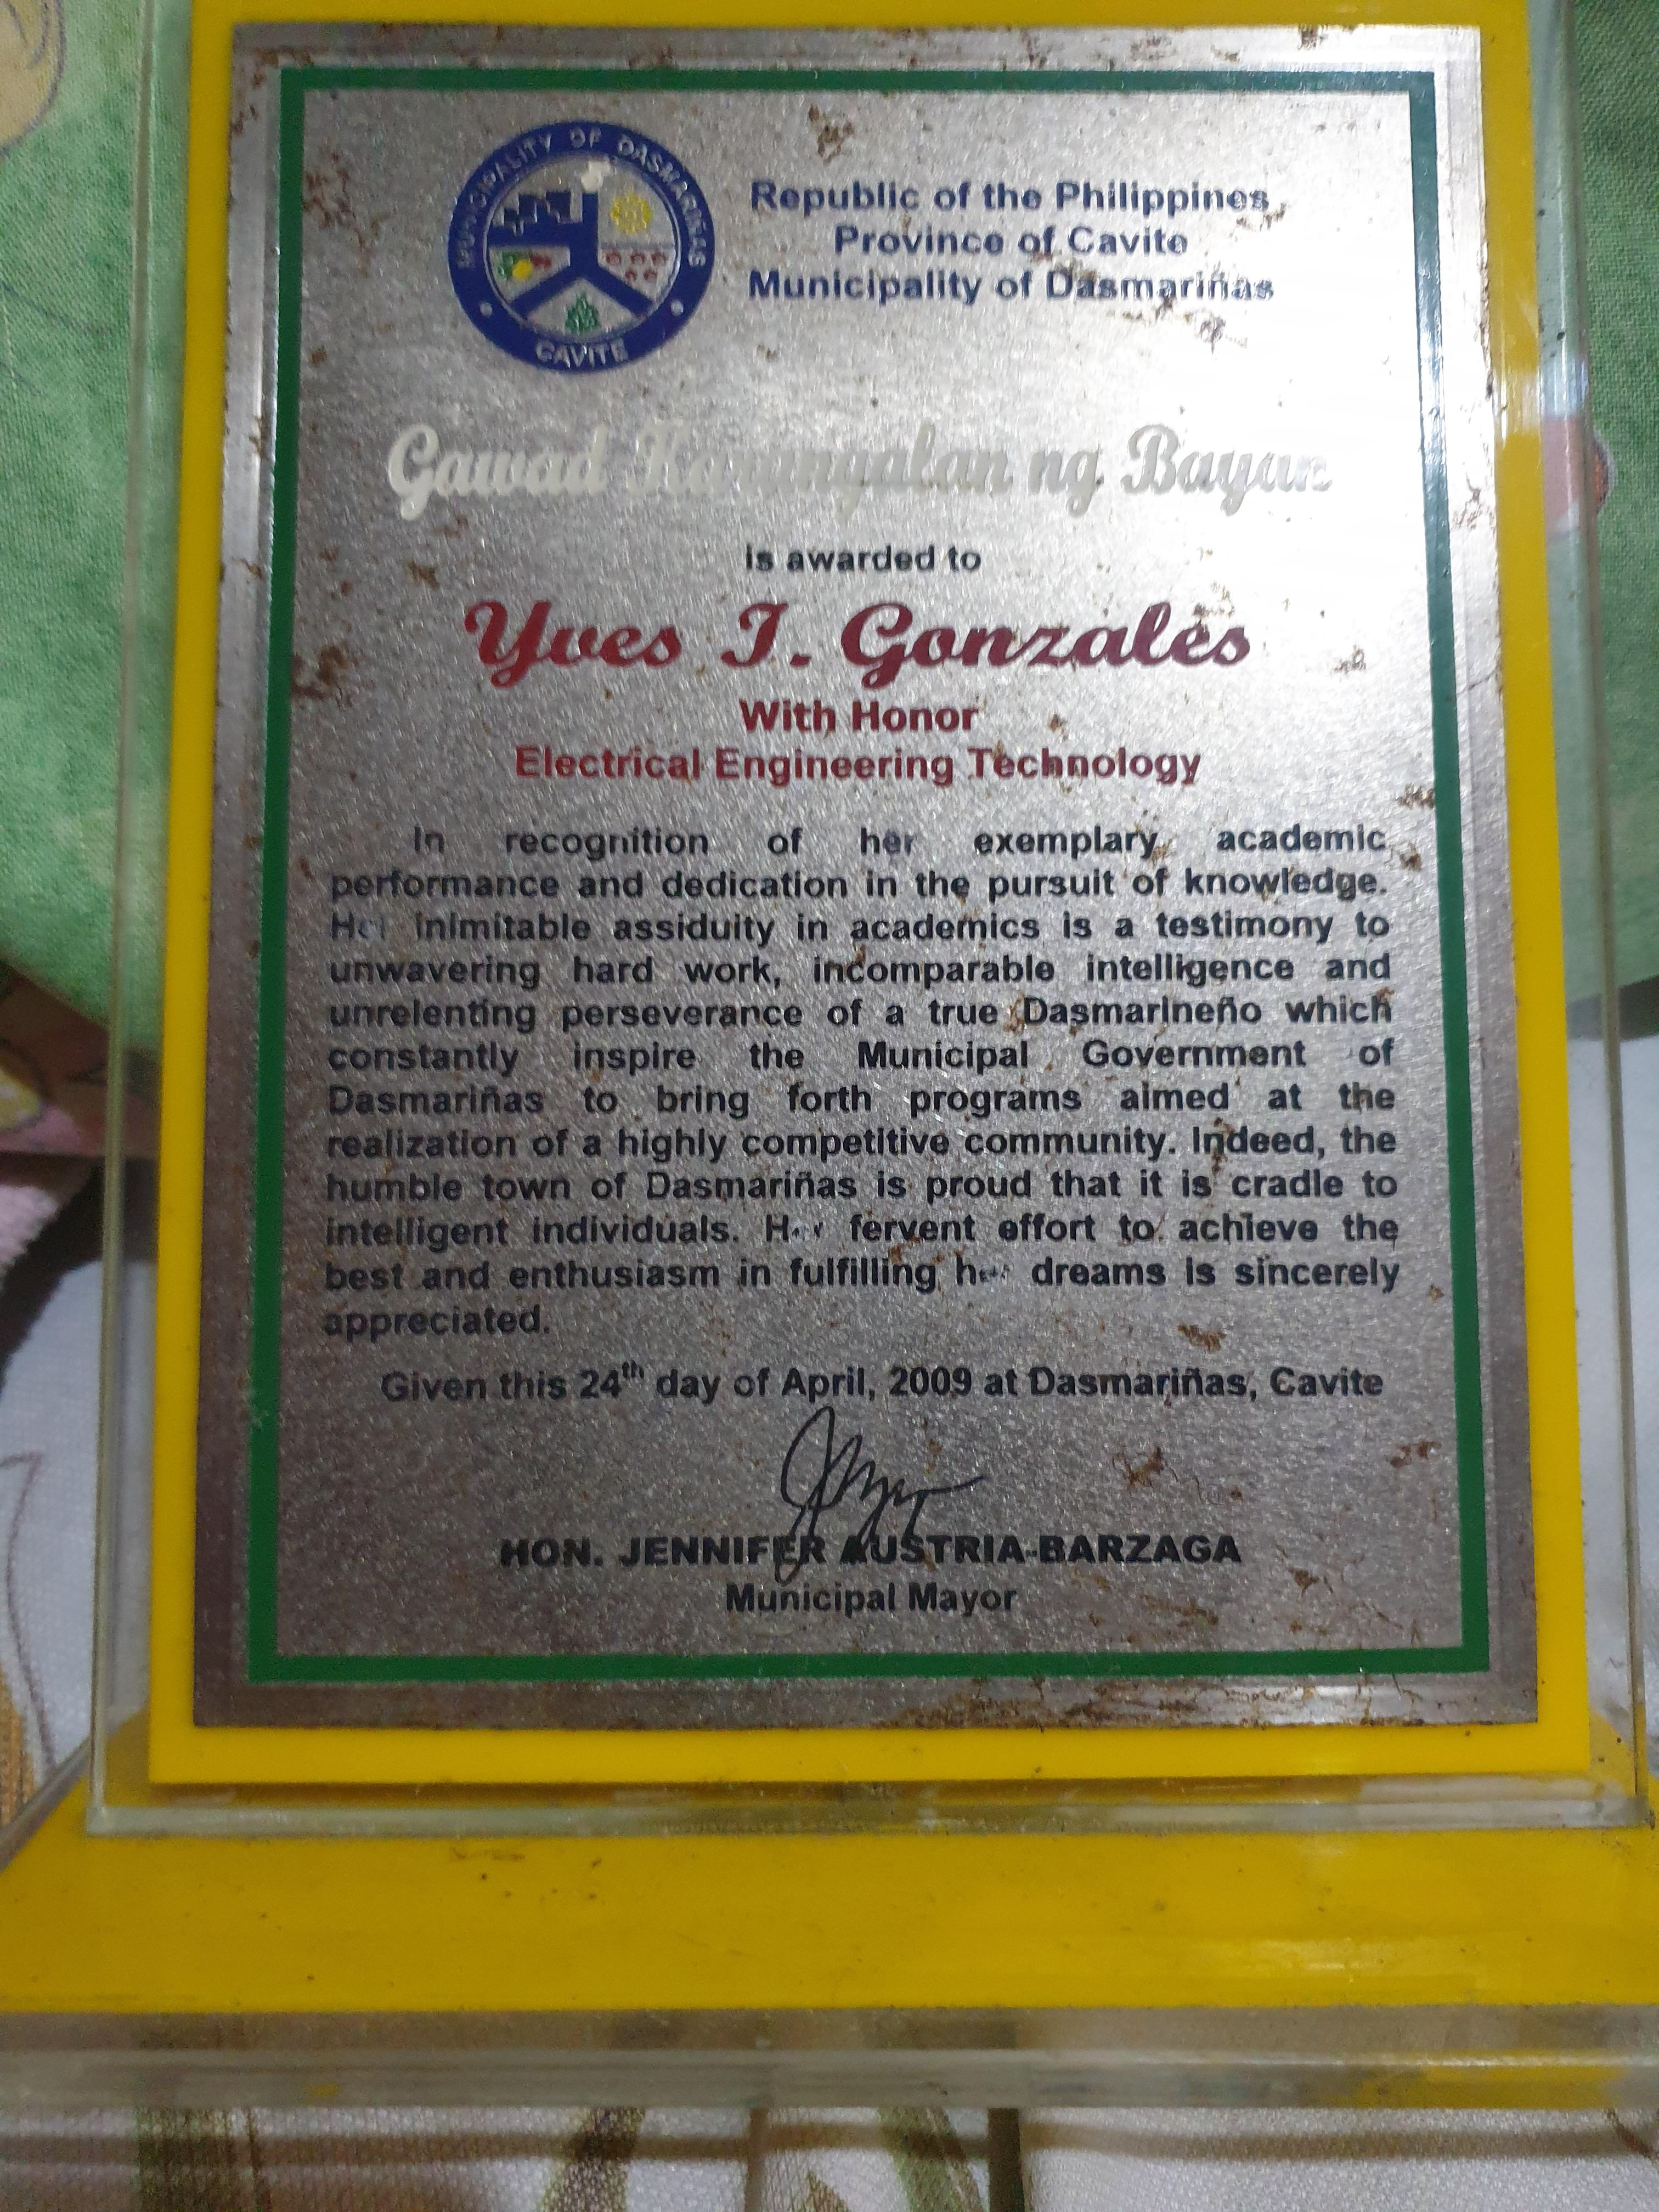 MUNICIPALITY OF DASMARIÑAS
CAVITE
Republic of the Philippines
Province of Cavite
Municipality of Dasmariñas
Gawad Karangalan ng Bayan
is awarded to
Yves I. Gonzales
With Honor
Electrical Engineering Technology
In recognition of her exemplary academic
performance and dedication in the pursuit of knowledge.
Her inimitable assiduity in academics is a testimony to
unwavering hard work, incomparable intelligence and
unrelenting perseverance of a true Dasmarineño which
constantly inspire the Municipal Government of
Dasmariñas to bring forth programs aimed at the
realization of a highly competitive community. Indeed, the
humble town of Dasmariñas is proud that it is cradle to
intelligent individuals. Her fervent effort to achieve the
best and enthusiasm in fulfilling her dreams is sincerely
appreciated.
Given this 24th day of April, 2009 at Dasmariñas, Cavite
HON. JENNIFER AUSTRIA-BARZAGA
Municipal Mayor